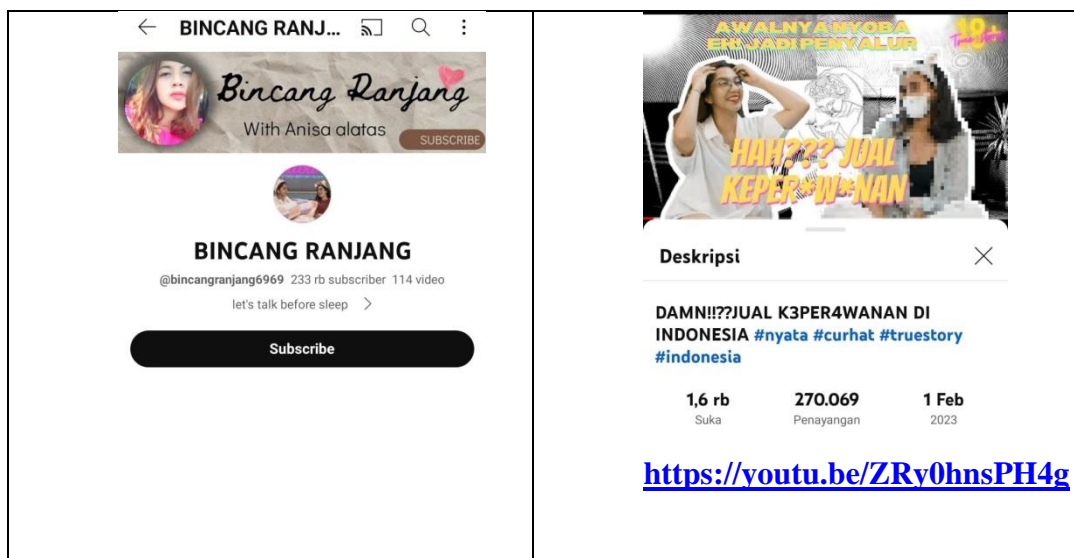 BINCANG RANJ...
Bincang Ranjang
With Anisa alatas
SUBSCRIBE
BINCANG RANJANG
@bincangranjang6969 233 rb subscriber 114 video
let's talk before sleep
Subscribe
AWALNYA NYOBA
EH! JADI PENYALUR
18+
HAH??? JUAL
KEPER*W*NAN
Deskripsi
DAMN!!??JUAL K3PER4WANAN DI
INDONESIA #nyata #curhat #truestory
#indonesia
1,6 rb 270.069 1 Feb
Suka Penayangan 2023
https://youtu.be/ZRy0hnsPH4g